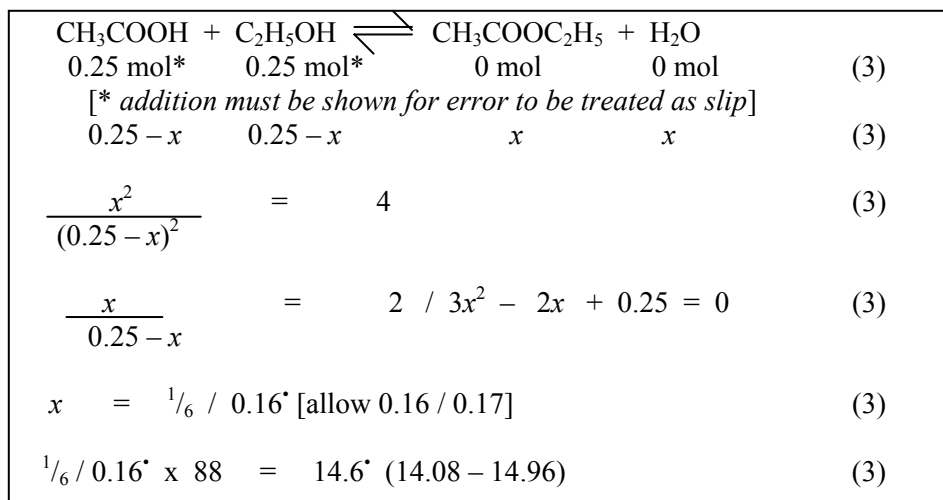 CH₃COOH + C₂H₅OH ⇌ CH₃COOC₂H₅ + H₂O
0.25 mol* 0.25 mol* 0 mol 0 mol (3)
[* addition must be shown for error to be treated as slip]
0.25 – x 0.25 – x x x (3)
x² = 4 (3)
(0.25 – x)²
x = 2 / 3x² – 2x + 0.25 = 0 (3)
0.25 – x
x = ¹/₆ / 0.16˙ [allow 0.16 / 0.17] (3)
¹/₆ / 0.16˙ x 88 = 14.6˙ (14.08 – 14.96) (3)